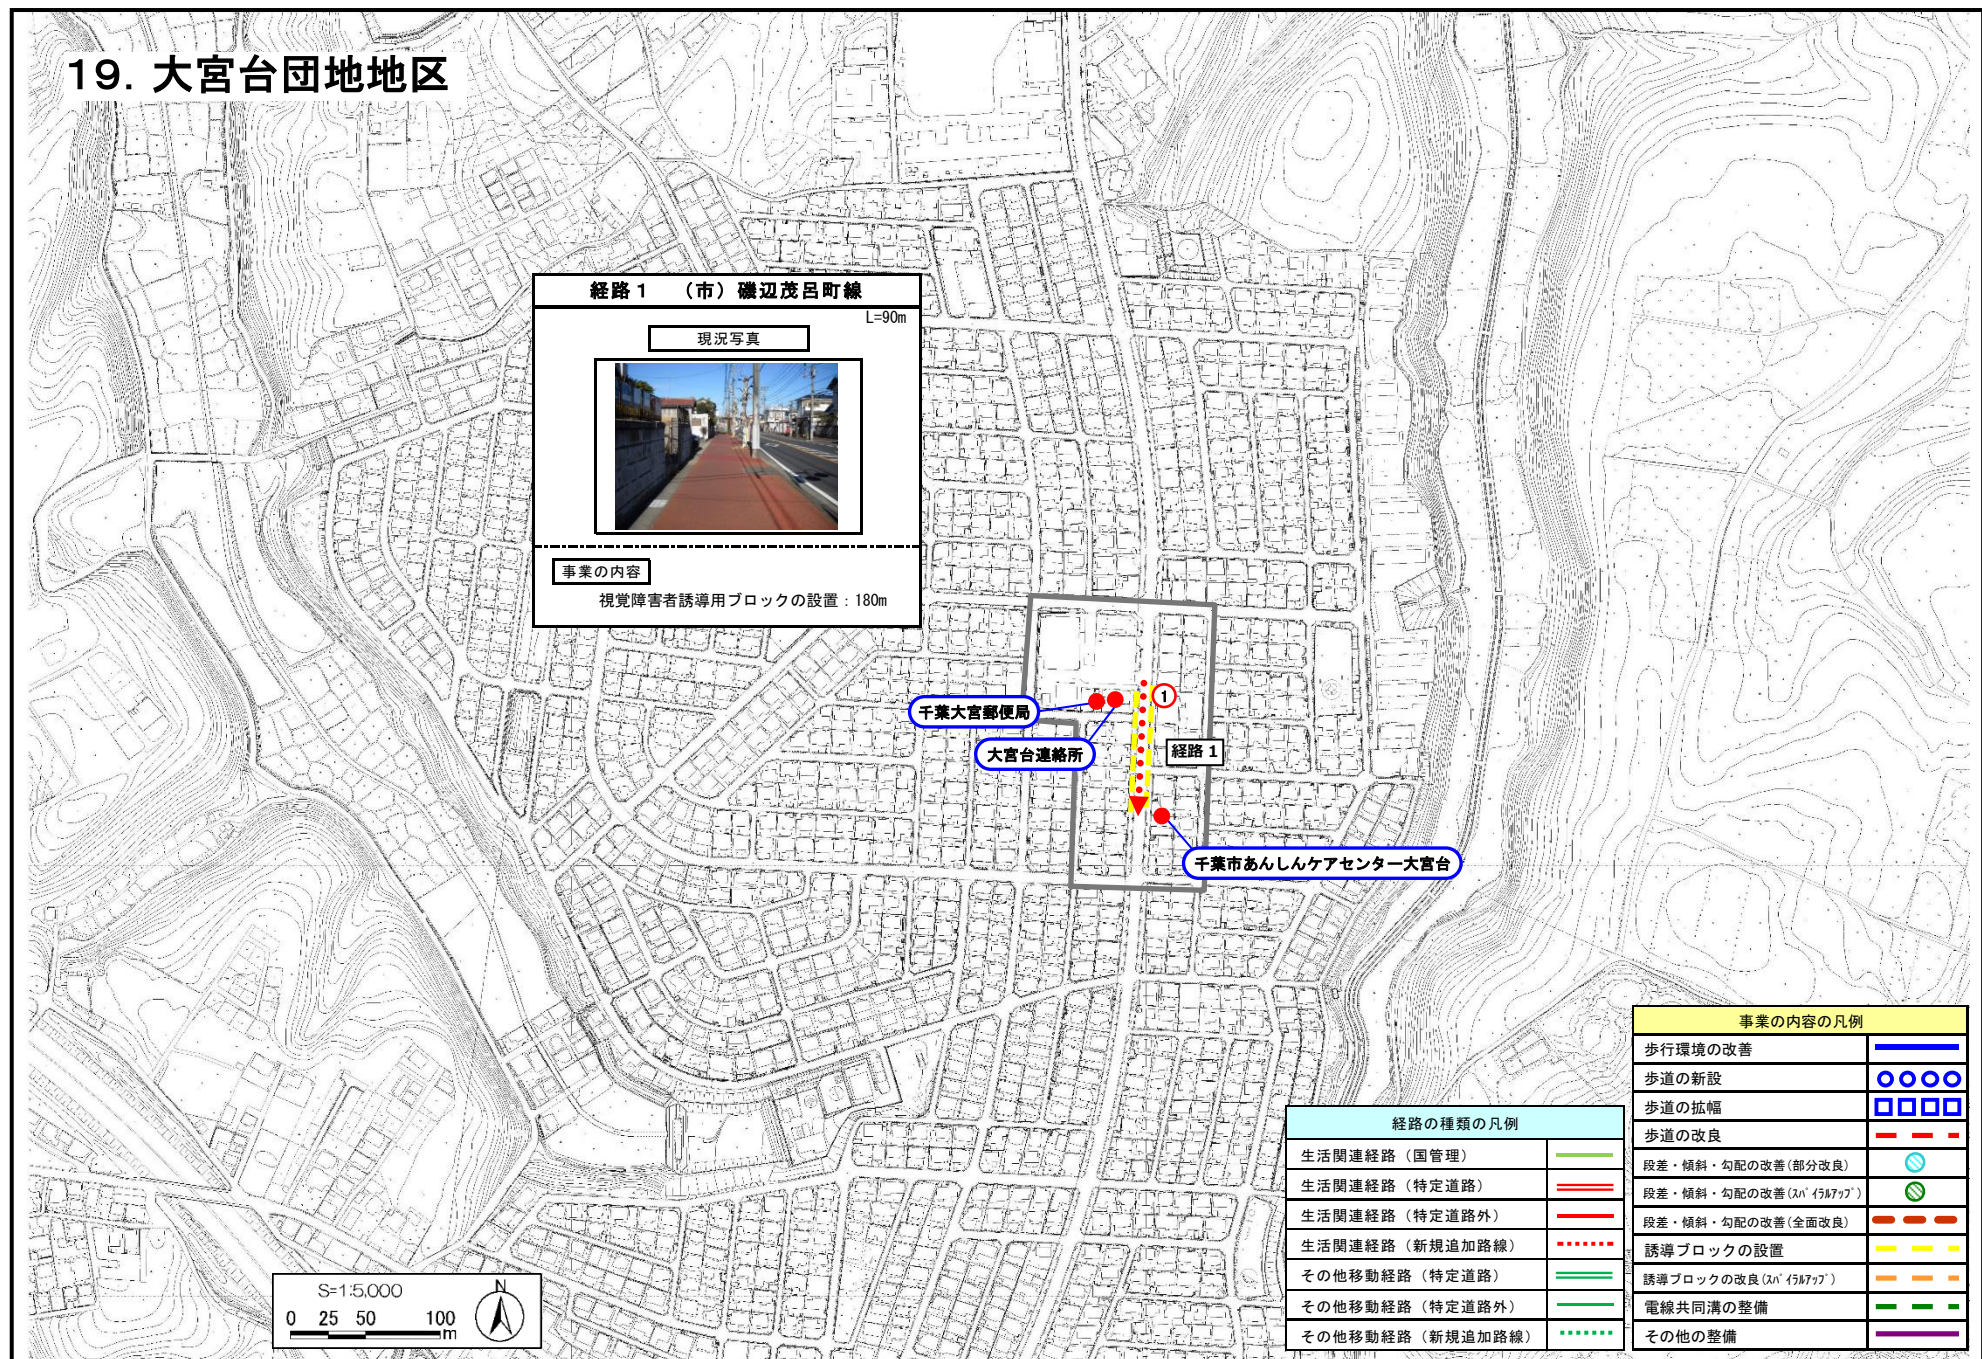 19. 大宮台団地地区
経路1 （市）磯辺茂呂町線
L=90m
現況写真
事業の内容
視覚障害者誘導用ブロックの設置：180m
①
千葉大宮郵便局
大宮台連絡所
経路1
千葉市あんしんケアセンター大宮台
経路の種類の凡例
生活関連経路（国管理）
生活関連経路（特定道路）
生活関連経路（特定道路外）
生活関連経路（新規追加路線）
その他移動経路（特定道路）
その他移動経路（特定道路外）
その他移動経路（新規追加路線）
事業の内容の凡例
歩行環境の改善
歩道の新設
歩道の拡幅
歩道の改良
段差・傾斜・勾配の改善(部分改良)
段差・傾斜・勾配の改善(ｽﾊﾟｲﾗﾙｱｯﾌﾟ)
段差・傾斜・勾配の改善(全面改良)
誘導ブロックの設置
誘導ブロックの改良(ｽﾊﾟｲﾗﾙｱｯﾌﾟ)
電線共同溝の整備
その他の整備
S=1:5,000
N
0 25 50 100
m